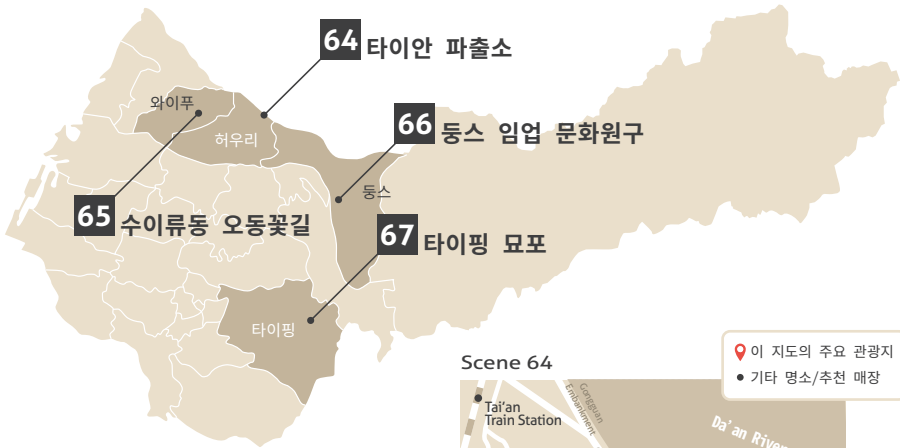 64 타이안 파출소
와이푸
허우리
66 둥스 임업 문화원구
둥스
65 수이류동 오동꽃길
67 타이핑 묘포
타이핑
Scene 64
이 지도의 주요 관광지
기타 명소/추천 매장
Tai'an
Train Station
Gongguan
Embankment
Da'an River